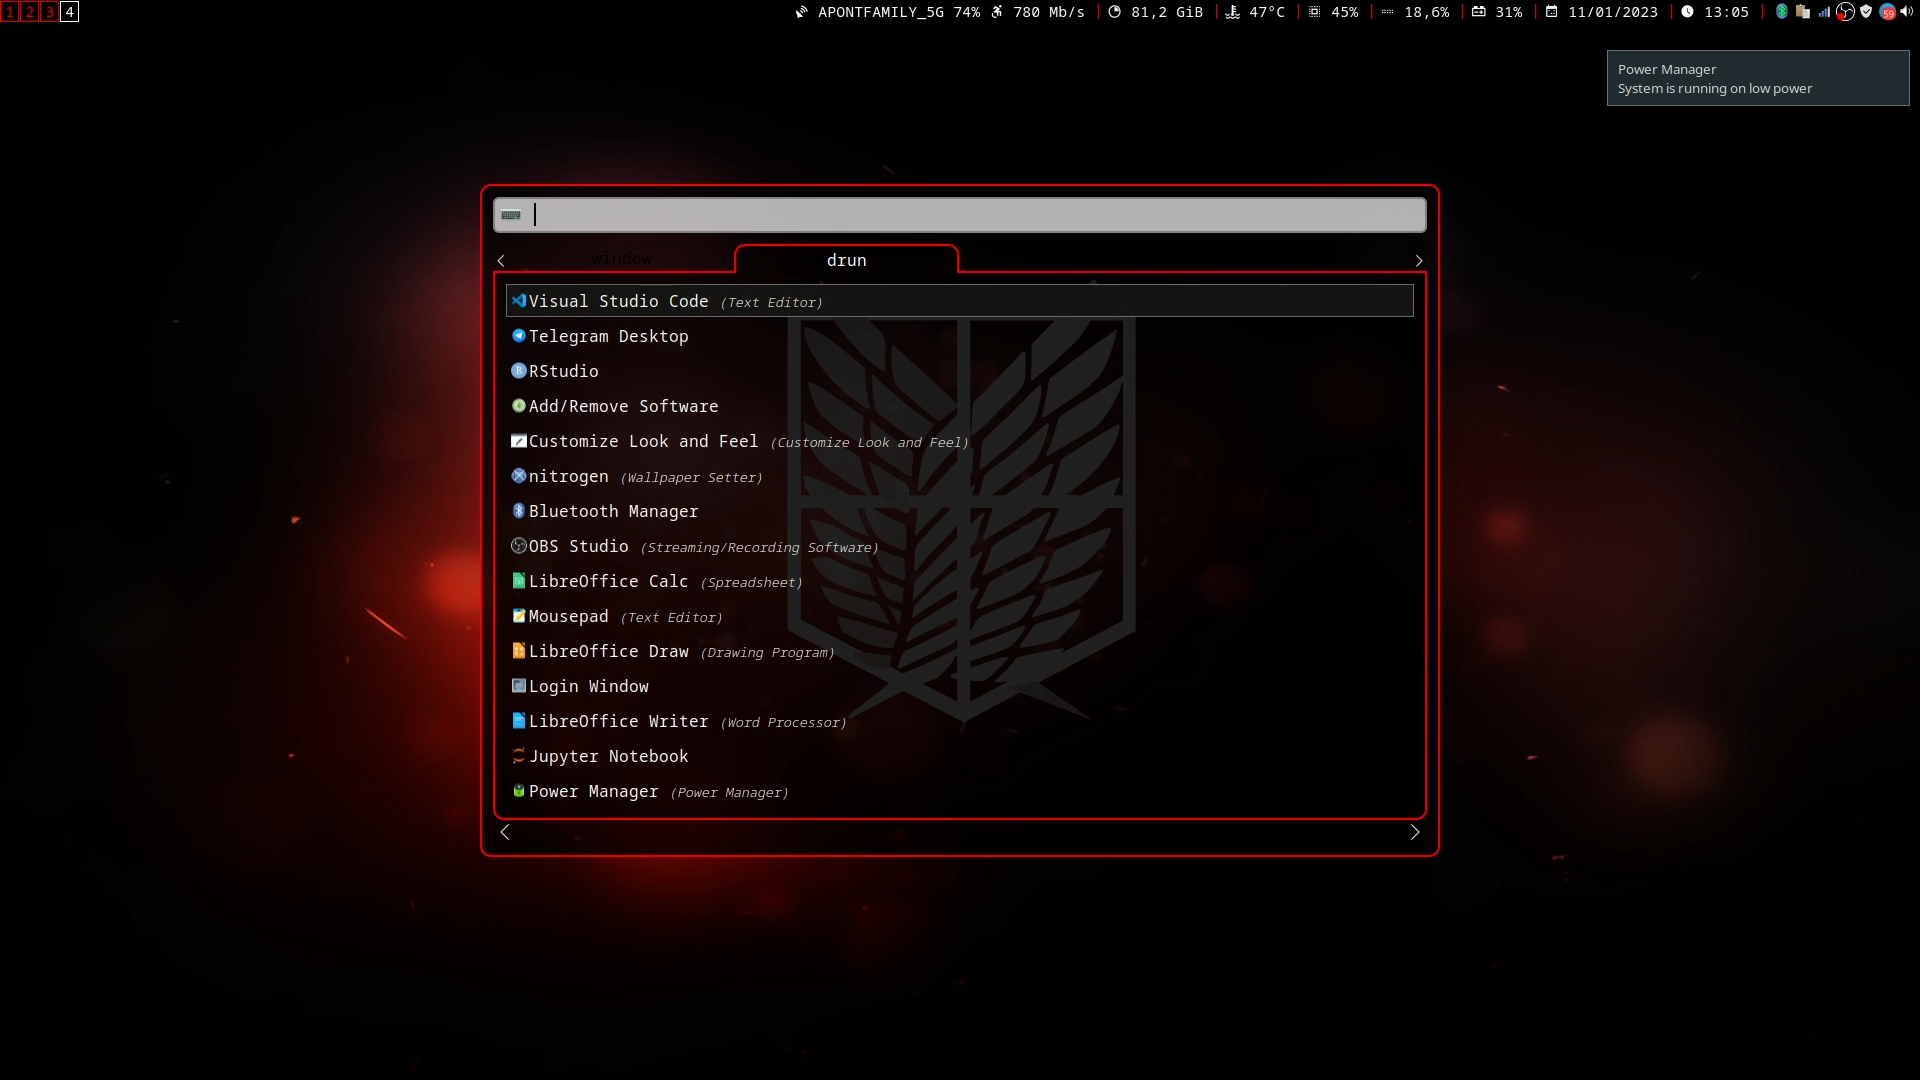 1 2 3 4 APONTFAMILY_5G 74% 780 Mb/s 81,2 GiB 47°C 45% 18,6% 31% 11/01/2023 13:05 59
Power Manager
System is running on low power
window drun
Visual Studio Code (Text Editor)
Telegram Desktop
RStudio
Add/Remove Software
Customize Look and Feel (Customize Look and Feel)
nitrogen (Wallpaper Setter)
Bluetooth Manager
OBS Studio (Streaming/Recording Software)
LibreOffice Calc (Spreadsheet)
Mousepad (Text Editor)
LibreOffice Draw (Drawing Program)
Login Window
LibreOffice Writer (Word Processor)
Jupyter Notebook
Power Manager (Power Manager)